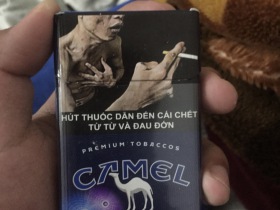 HÚT THUỐC DẪN ĐẾN CÁI CHẾT
TỪ TỪ VÀ ĐAU ĐỚN
PREMIUM TOBACCOS
CAMEL